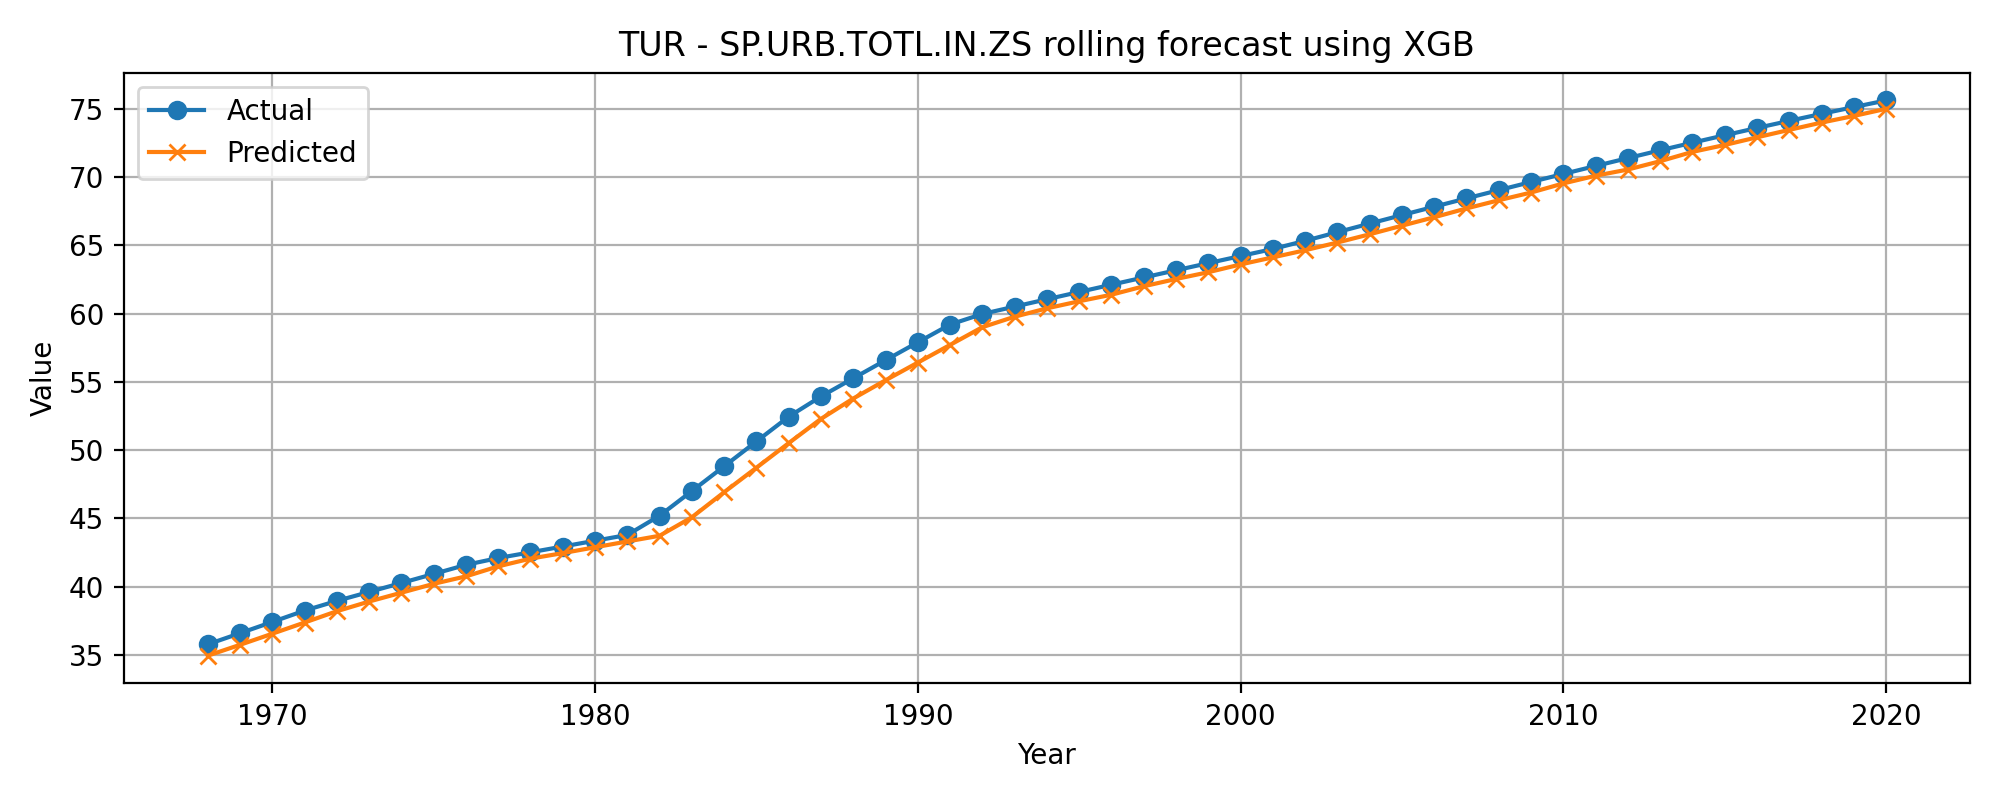 TUR - SP.URB.TOTL.IN.ZS rolling forecast using XGB
Actual
Predicted
Value
75
70
65
60
55
50
45
40
35
1970 1980 1990 2000 2010 2020
Year